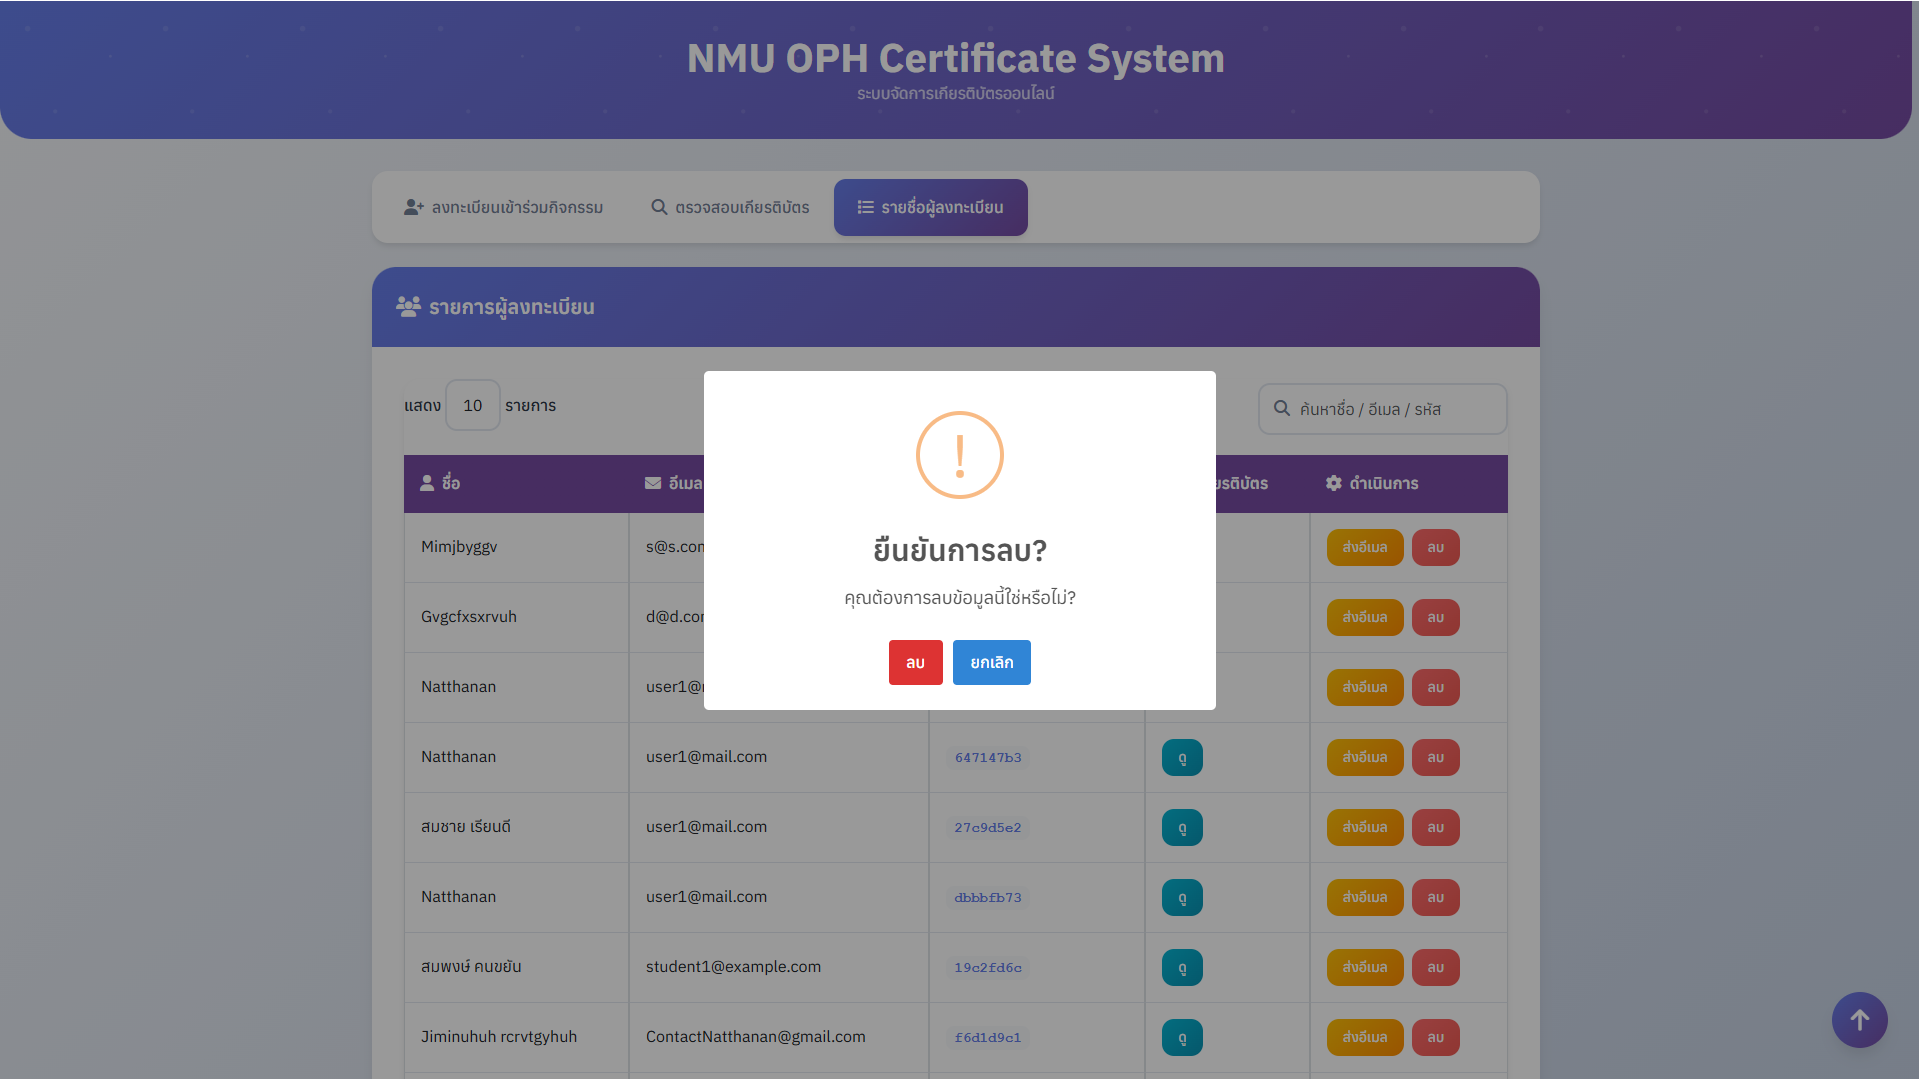 NMU OPH Certificate System
ระบบจัดการเกียรติบัตรออนไลน์
ลงทะเบียนเข้าร่วมกิจกรรม ตรวจสอบเกียรติบัตร รายชื่อผู้ลงทะเบียน
รายการผู้ลงทะเบียน
แสดง 10 รายการ ค้นหาชื่อ / อีเมล / รหัส
ชื่อ อีเมล ดำเนินการ
!
ยืนยันการลบ?
คุณต้องการลบข้อมูลนี้ใช่หรือไม่?
ลบ ยกเลิก
Mimjbyggv ส่งอีเมล ลบ
Gvgcfxsxrvuh ส่งอีเมล ลบ
Natthanan ส่งอีเมล ลบ
Natthanan user1@mail.com 647147b3 ดู ส่งอีเมล ลบ
สมชาย เรียนดี user1@mail.com 27c9d5e2 ดู ส่งอีเมล ลบ
Natthanan user1@mail.com dbbbfb73 ดู ส่งอีเมล ลบ
สมพงษ์ คนขยัน student1@example.com 19c2fd6c ดู ส่งอีเมล ลบ
Jiminuhuh rcrvtgyhuh ContactNatthanan@gmail.com f6d1d9c1 ดู ส่งอีเมล ลบ